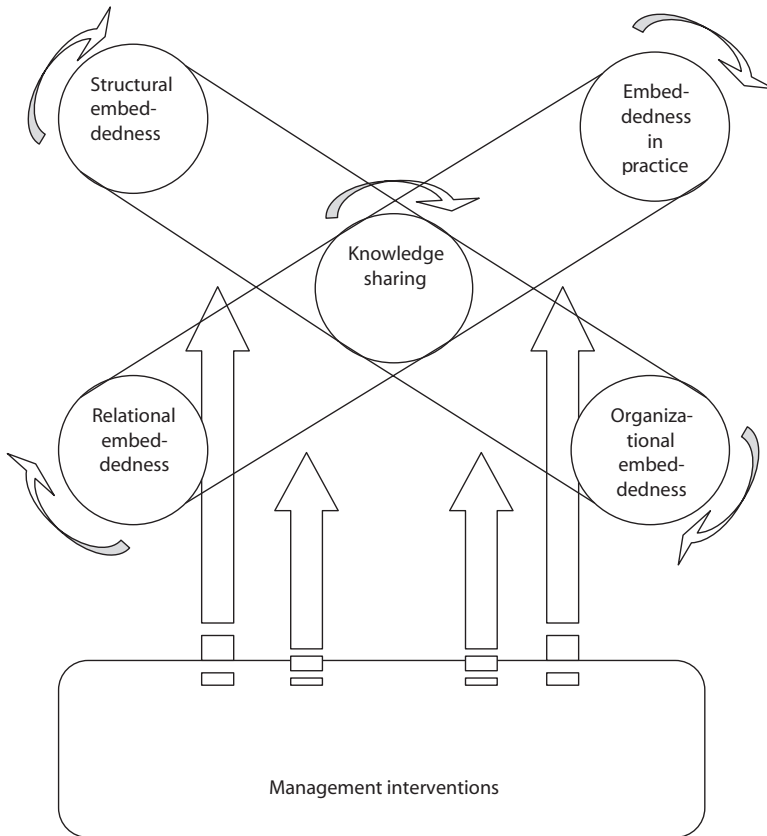 Structural
embed-
dedness
Embed-
dedness
in
practice
Knowledge
sharing
Relational
embed-
dedness
Organiza-
tional
embed-
dedness
Management interventions